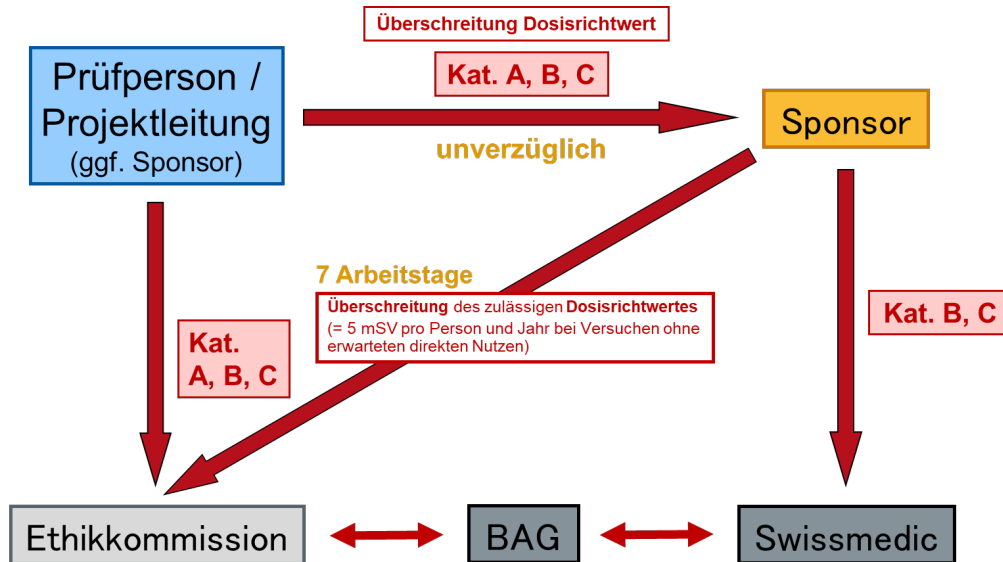 Überschreitung Dosisrichtwert
Prüfperson /
Projektleitung
(ggf. Sponsor)
Kat. A, B, C
unverzüglich
Sponsor
7 Arbeitstage
Überschreitung des zulässigen Dosisrichtwertes
(= 5 mSV pro Person und Jahr bei Versuchen ohne
erwarteten direkten Nutzen)
Kat.
A, B, C
Kat. B, C
Ethikkommission
BAG
Swissmedic